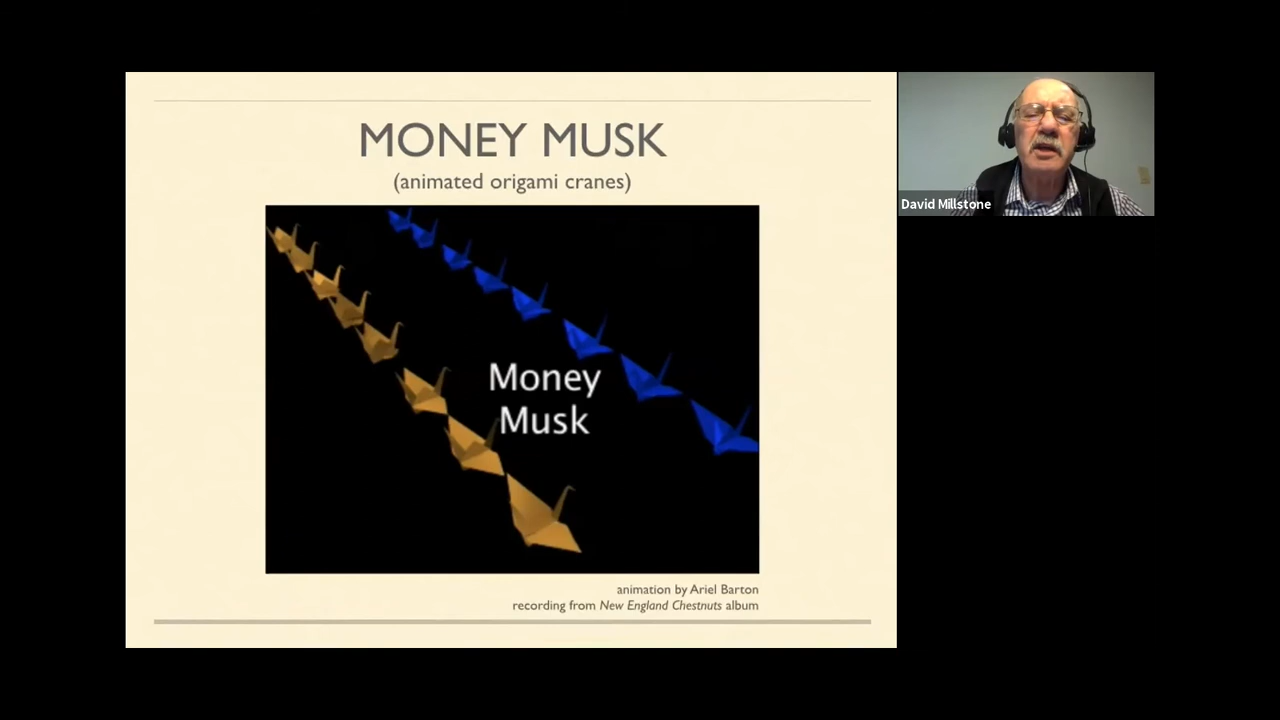 MONEY MUSK
(animated origami cranes)
Money
Musk
animation by Ariel Barton
recording from New England Chestnuts album
David Millstone